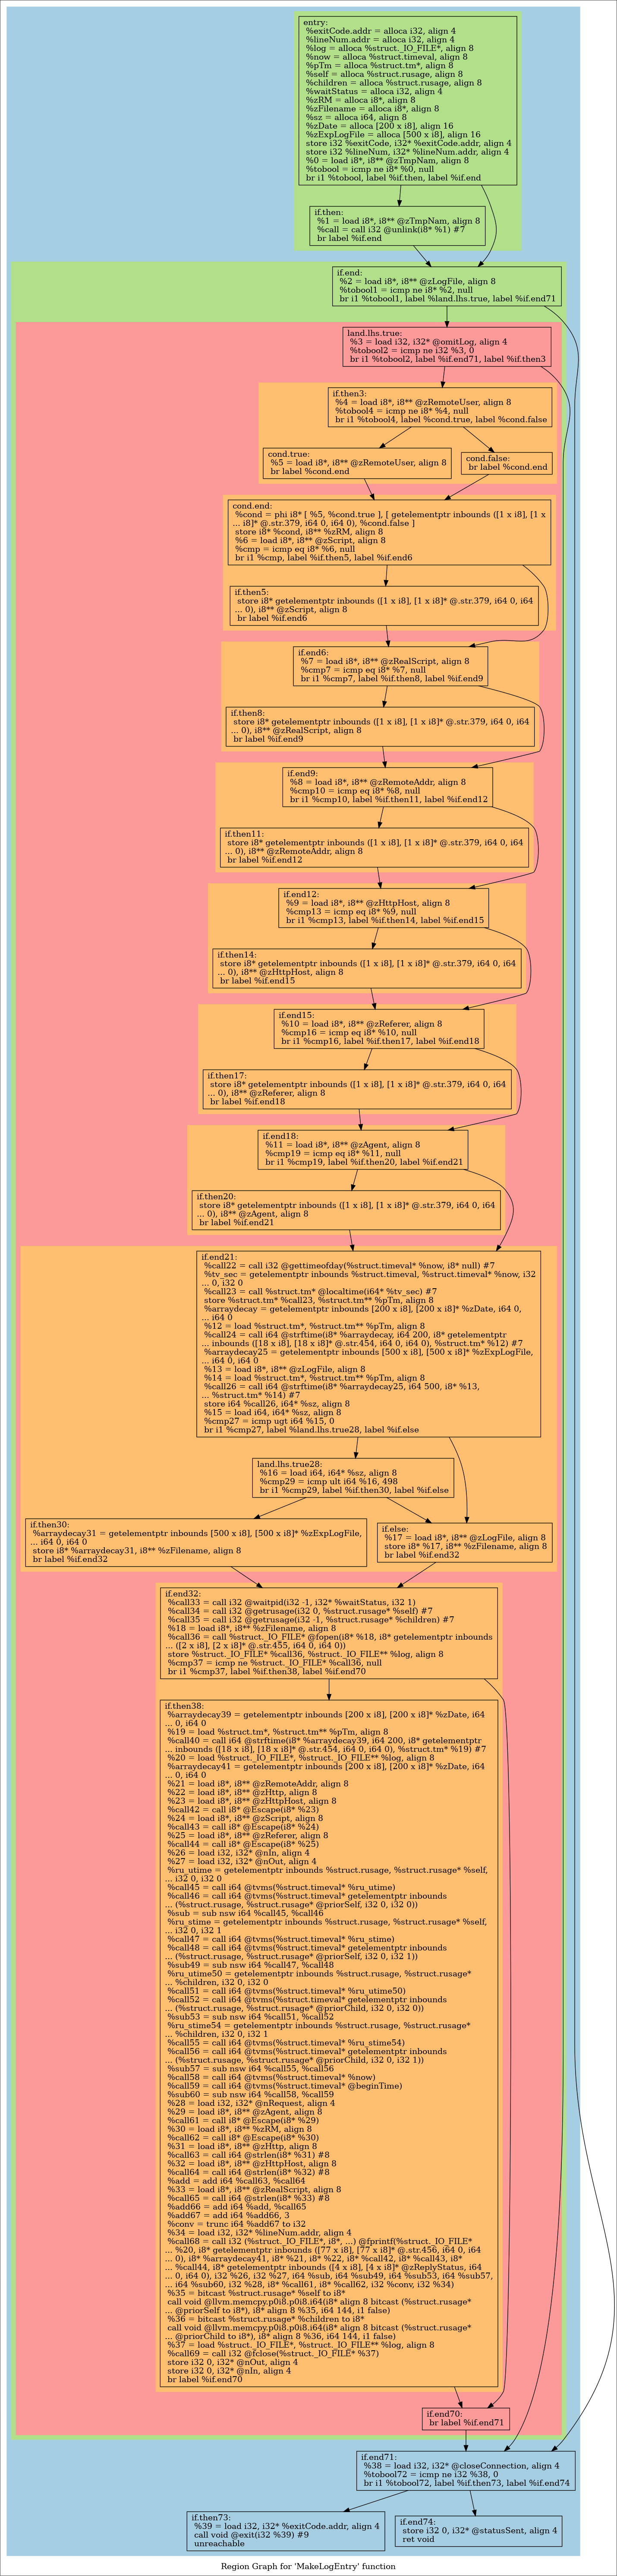 entry:
%exitCode.addr = alloca i32, align 4
%lineNum.addr = alloca i32, align 4
%log = alloca %struct._IO_FILE*, align 8
%now = alloca %struct.timeval, align 8
%pTm = alloca %struct.tm*, align 8
%self = alloca %struct.rusage, align 8
%children = alloca %struct.rusage, align 8
%waitStatus = alloca i32, align 4
%zRM = alloca i8*, align 8
%zFilename = alloca i8*, align 8
%sz = alloca i64, align 8
%zDate = alloca [200 x i8], align 16
%zExpLogFile = alloca [500 x i8], align 16
store i32 %exitCode, i32* %exitCode.addr, align 4
store i32 %lineNum, i32* %lineNum.addr, align 4
%0 = load i8*, i8** @zTmpNam, align 8
%tobool = icmp ne i8* %0, null
br i1 %tobool, label %if.then, label %if.end
if.then:
%1 = load i8*, i8** @zTmpNam, align 8
%call = call i32 @unlink(i8* %1) #7
br label %if.end
if.end:
%2 = load i8*, i8** @zLogFile, align 8
%tobool1 = icmp ne i8* %2, null
br i1 %tobool1, label %land.lhs.true, label %if.end71
land.lhs.true:
%3 = load i32, i32* @omitLog, align 4
%tobool2 = icmp ne i32 %3, 0
br i1 %tobool2, label %if.end71, label %if.then3
if.then3:
%4 = load i8*, i8** @zRemoteUser, align 8
%tobool4 = icmp ne i8* %4, null
br i1 %tobool4, label %cond.true, label %cond.false
cond.true:
%5 = load i8*, i8** @zRemoteUser, align 8
br label %cond.end
cond.false:
br label %cond.end
cond.end:
%cond = phi i8* [ %5, %cond.true ], [ getelementptr inbounds ([1 x i8], [1 x
... i8]* @.str.379, i64 0, i64 0), %cond.false ]
store i8* %cond, i8** %zRM, align 8
%6 = load i8*, i8** @zScript, align 8
%cmp = icmp eq i8* %6, null
br i1 %cmp, label %if.then5, label %if.end6
if.then5:
store i8* getelementptr inbounds ([1 x i8], [1 x i8]* @.str.379, i64 0, i64
... 0), i8** @zScript, align 8
br label %if.end6
if.end6:
%7 = load i8*, i8** @zRealScript, align 8
%cmp7 = icmp eq i8* %7, null
br i1 %cmp7, label %if.then8, label %if.end9
if.then8:
store i8* getelementptr inbounds ([1 x i8], [1 x i8]* @.str.379, i64 0, i64
... 0), i8** @zRealScript, align 8
br label %if.end9
if.end9:
%8 = load i8*, i8** @zRemoteAddr, align 8
%cmp10 = icmp eq i8* %8, null
br i1 %cmp10, label %if.then11, label %if.end12
if.then11:
store i8* getelementptr inbounds ([1 x i8], [1 x i8]* @.str.379, i64 0, i64
... 0), i8** @zRemoteAddr, align 8
br label %if.end12
if.end12:
%9 = load i8*, i8** @zHttpHost, align 8
%cmp13 = icmp eq i8* %9, null
br i1 %cmp13, label %if.then14, label %if.end15
if.then14:
store i8* getelementptr inbounds ([1 x i8], [1 x i8]* @.str.379, i64 0, i64
... 0), i8** @zHttpHost, align 8
br label %if.end15
if.end15:
%10 = load i8*, i8** @zReferer, align 8
%cmp16 = icmp eq i8* %10, null
br i1 %cmp16, label %if.then17, label %if.end18
if.then17:
store i8* getelementptr inbounds ([1 x i8], [1 x i8]* @.str.379, i64 0, i64
... 0), i8** @zReferer, align 8
br label %if.end18
if.end18:
%11 = load i8*, i8** @zAgent, align 8
%cmp19 = icmp eq i8* %11, null
br i1 %cmp19, label %if.then20, label %if.end21
if.then20:
store i8* getelementptr inbounds ([1 x i8], [1 x i8]* @.str.379, i64 0, i64
... 0), i8** @zAgent, align 8
br label %if.end21
if.end21:
%call22 = call i32 @gettimeofday(%struct.timeval* %now, i8* null) #7
%tv_sec = getelementptr inbounds %struct.timeval, %struct.timeval* %now, i32
... 0, i32 0
%call23 = call %struct.tm* @localtime(i64* %tv_sec) #7
store %struct.tm* %call23, %struct.tm** %pTm, align 8
%arraydecay = getelementptr inbounds [200 x i8], [200 x i8]* %zDate, i64 0,
... i64 0
%12 = load %struct.tm*, %struct.tm** %pTm, align 8
%call24 = call i64 @strftime(i8* %arraydecay, i64 200, i8* getelementptr
... inbounds ([18 x i8], [18 x i8]* @.str.454, i64 0, i64 0), %struct.tm* %12) #7
%arraydecay25 = getelementptr inbounds [500 x i8], [500 x i8]* %zExpLogFile,
... i64 0, i64 0
%13 = load i8*, i8** @zLogFile, align 8
%14 = load %struct.tm*, %struct.tm** %pTm, align 8
%call26 = call i64 @strftime(i8* %arraydecay25, i64 500, i8* %13,
... %struct.tm* %14) #7
store i64 %call26, i64* %sz, align 8
%15 = load i64, i64* %sz, align 8
%cmp27 = icmp ugt i64 %15, 0
br i1 %cmp27, label %land.lhs.true28, label %if.else
land.lhs.true28:
%16 = load i64, i64* %sz, align 8
%cmp29 = icmp ult i64 %16, 498
br i1 %cmp29, label %if.then30, label %if.else
if.then30:
%arraydecay31 = getelementptr inbounds [500 x i8], [500 x i8]* %zExpLogFile,
... i64 0, i64 0
store i8* %arraydecay31, i8** %zFilename, align 8
br label %if.end32
if.else:
%17 = load i8*, i8** @zLogFile, align 8
store i8* %17, i8** %zFilename, align 8
br label %if.end32
if.end32:
%call33 = call i32 @waitpid(i32 -1, i32* %waitStatus, i32 1)
%call34 = call i32 @getrusage(i32 0, %struct.rusage* %self) #7
%call35 = call i32 @getrusage(i32 -1, %struct.rusage* %children) #7
%18 = load i8*, i8** %zFilename, align 8
%call36 = call %struct._IO_FILE* @fopen(i8* %18, i8* getelementptr inbounds
... ([2 x i8], [2 x i8]* @.str.455, i64 0, i64 0))
store %struct._IO_FILE* %call36, %struct._IO_FILE** %log, align 8
%cmp37 = icmp ne %struct._IO_FILE* %call36, null
br i1 %cmp37, label %if.then38, label %if.end70
if.then38:
%arraydecay39 = getelementptr inbounds [200 x i8], [200 x i8]* %zDate, i64
... 0, i64 0
%19 = load %struct.tm*, %struct.tm** %pTm, align 8
%call40 = call i64 @strftime(i8* %arraydecay39, i64 200, i8* getelementptr
... inbounds ([18 x i8], [18 x i8]* @.str.454, i64 0, i64 0), %struct.tm* %19) #7
%20 = load %struct._IO_FILE*, %struct._IO_FILE** %log, align 8
%arraydecay41 = getelementptr inbounds [200 x i8], [200 x i8]* %zDate, i64
... 0, i64 0
%21 = load i8*, i8** @zRemoteAddr, align 8
%22 = load i8*, i8** @zHttp, align 8
%23 = load i8*, i8** @zHttpHost, align 8
%call42 = call i8* @Escape(i8* %23)
%24 = load i8*, i8** @zScript, align 8
%call43 = call i8* @Escape(i8* %24)
%25 = load i8*, i8** @zReferer, align 8
%call44 = call i8* @Escape(i8* %25)
%26 = load i32, i32* @nIn, align 4
%27 = load i32, i32* @nOut, align 4
%ru_utime = getelementptr inbounds %struct.rusage, %struct.rusage* %self,
... i32 0, i32 0
%call45 = call i64 @tvms(%struct.timeval* %ru_utime)
%call46 = call i64 @tvms(%struct.timeval* getelementptr inbounds
... (%struct.rusage, %struct.rusage* @priorSelf, i32 0, i32 0))
%sub = sub nsw i64 %call45, %call46
%ru_stime = getelementptr inbounds %struct.rusage, %struct.rusage* %self,
... i32 0, i32 1
%call47 = call i64 @tvms(%struct.timeval* %ru_stime)
%call48 = call i64 @tvms(%struct.timeval* getelementptr inbounds
... (%struct.rusage, %struct.rusage* @priorSelf, i32 0, i32 1))
%sub49 = sub nsw i64 %call47, %call48
%ru_utime50 = getelementptr inbounds %struct.rusage, %struct.rusage*
... %children, i32 0, i32 0
%call51 = call i64 @tvms(%struct.timeval* %ru_utime50)
%call52 = call i64 @tvms(%struct.timeval* getelementptr inbounds
... (%struct.rusage, %struct.rusage* @priorChild, i32 0, i32 0))
%sub53 = sub nsw i64 %call51, %call52
%ru_stime54 = getelementptr inbounds %struct.rusage, %struct.rusage*
... %children, i32 0, i32 1
%call55 = call i64 @tvms(%struct.timeval* %ru_stime54)
%call56 = call i64 @tvms(%struct.timeval* getelementptr inbounds
... (%struct.rusage, %struct.rusage* @priorChild, i32 0, i32 1))
%sub57 = sub nsw i64 %call55, %call56
%call58 = call i64 @tvms(%struct.timeval* %now)
%call59 = call i64 @tvms(%struct.timeval* @beginTime)
%sub60 = sub nsw i64 %call58, %call59
%28 = load i32, i32* @nRequest, align 4
%29 = load i8*, i8** @zAgent, align 8
%call61 = call i8* @Escape(i8* %29)
%30 = load i8*, i8** %zRM, align 8
%call62 = call i8* @Escape(i8* %30)
%31 = load i8*, i8** @zHttp, align 8
%call63 = call i64 @strlen(i8* %31) #8
%32 = load i8*, i8** @zHttpHost, align 8
%call64 = call i64 @strlen(i8* %32) #8
%add = add i64 %call63, %call64
%33 = load i8*, i8** @zRealScript, align 8
%call65 = call i64 @strlen(i8* %33) #8
%add66 = add i64 %add, %call65
%add67 = add i64 %add66, 3
%conv = trunc i64 %add67 to i32
%34 = load i32, i32* %lineNum.addr, align 4
%call68 = call i32 (%struct._IO_FILE*, i8*, ...) @fprintf(%struct._IO_FILE*
... %20, i8* getelementptr inbounds ([77 x i8], [77 x i8]* @.str.456, i64 0, i64
... 0), i8* %arraydecay41, i8* %21, i8* %22, i8* %call42, i8* %call43, i8*
... %call44, i8* getelementptr inbounds ([4 x i8], [4 x i8]* @zReplyStatus, i64
... 0, i64 0), i32 %26, i32 %27, i64 %sub, i64 %sub49, i64 %sub53, i64 %sub57,
... i64 %sub60, i32 %28, i8* %call61, i8* %call62, i32 %conv, i32 %34)
%35 = bitcast %struct.rusage* %self to i8*
call void @llvm.memcpy.p0i8.p0i8.i64(i8* align 8 bitcast (%struct.rusage*
... @priorSelf to i8*), i8* align 8 %35, i64 144, i1 false)
%36 = bitcast %struct.rusage* %children to i8*
call void @llvm.memcpy.p0i8.p0i8.i64(i8* align 8 bitcast (%struct.rusage*
... @priorChild to i8*), i8* align 8 %36, i64 144, i1 false)
%37 = load %struct._IO_FILE*, %struct._IO_FILE** %log, align 8
%call69 = call i32 @fclose(%struct._IO_FILE* %37)
store i32 0, i32* @nOut, align 4
store i32 0, i32* @nIn, align 4
br label %if.end70
if.end70:
br label %if.end71
if.end71:
%38 = load i32, i32* @closeConnection, align 4
%tobool72 = icmp ne i32 %38, 0
br i1 %tobool72, label %if.then73, label %if.end74
if.then73:
%39 = load i32, i32* %exitCode.addr, align 4
call void @exit(i32 %39) #9
unreachable
if.end74:
store i32 0, i32* @statusSent, align 4
ret void
Region Graph for 'MakeLogEntry' function